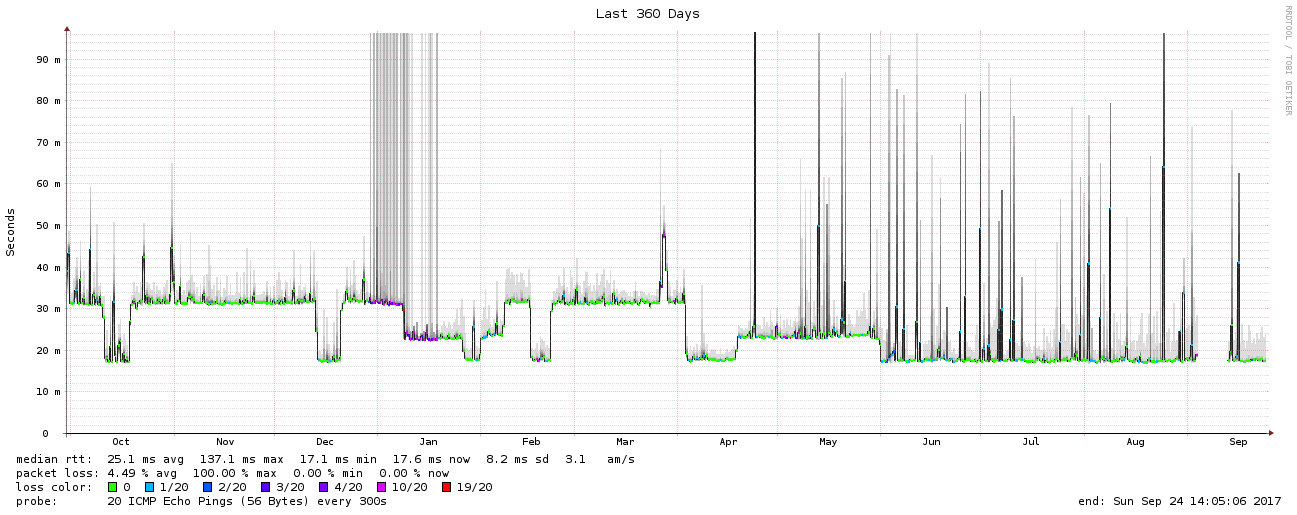 Last 360 Days
RRDTOOL / TOBI OETIKER
Seconds
90 m
80 m
70 m
60 m
50 m
40 m
30 m
20 m
10 m
0
Oct Nov Dec Jan Feb Mar Apr May Jun Jul Aug Sep
median rtt: 25.1 ms avg 137.1 ms max 17.1 ms min 17.6 ms now 8.2 ms sd 3.1 am/s
packet loss: 4.49 % avg 100.00 % max 0.00 % min 0.00 % now
loss color: 0 1/20 2/20 3/20 4/20 10/20 19/20
probe: 20 ICMP Echo Pings (56 Bytes) every 300s end: Sun Sep 24 14:05:06 2017